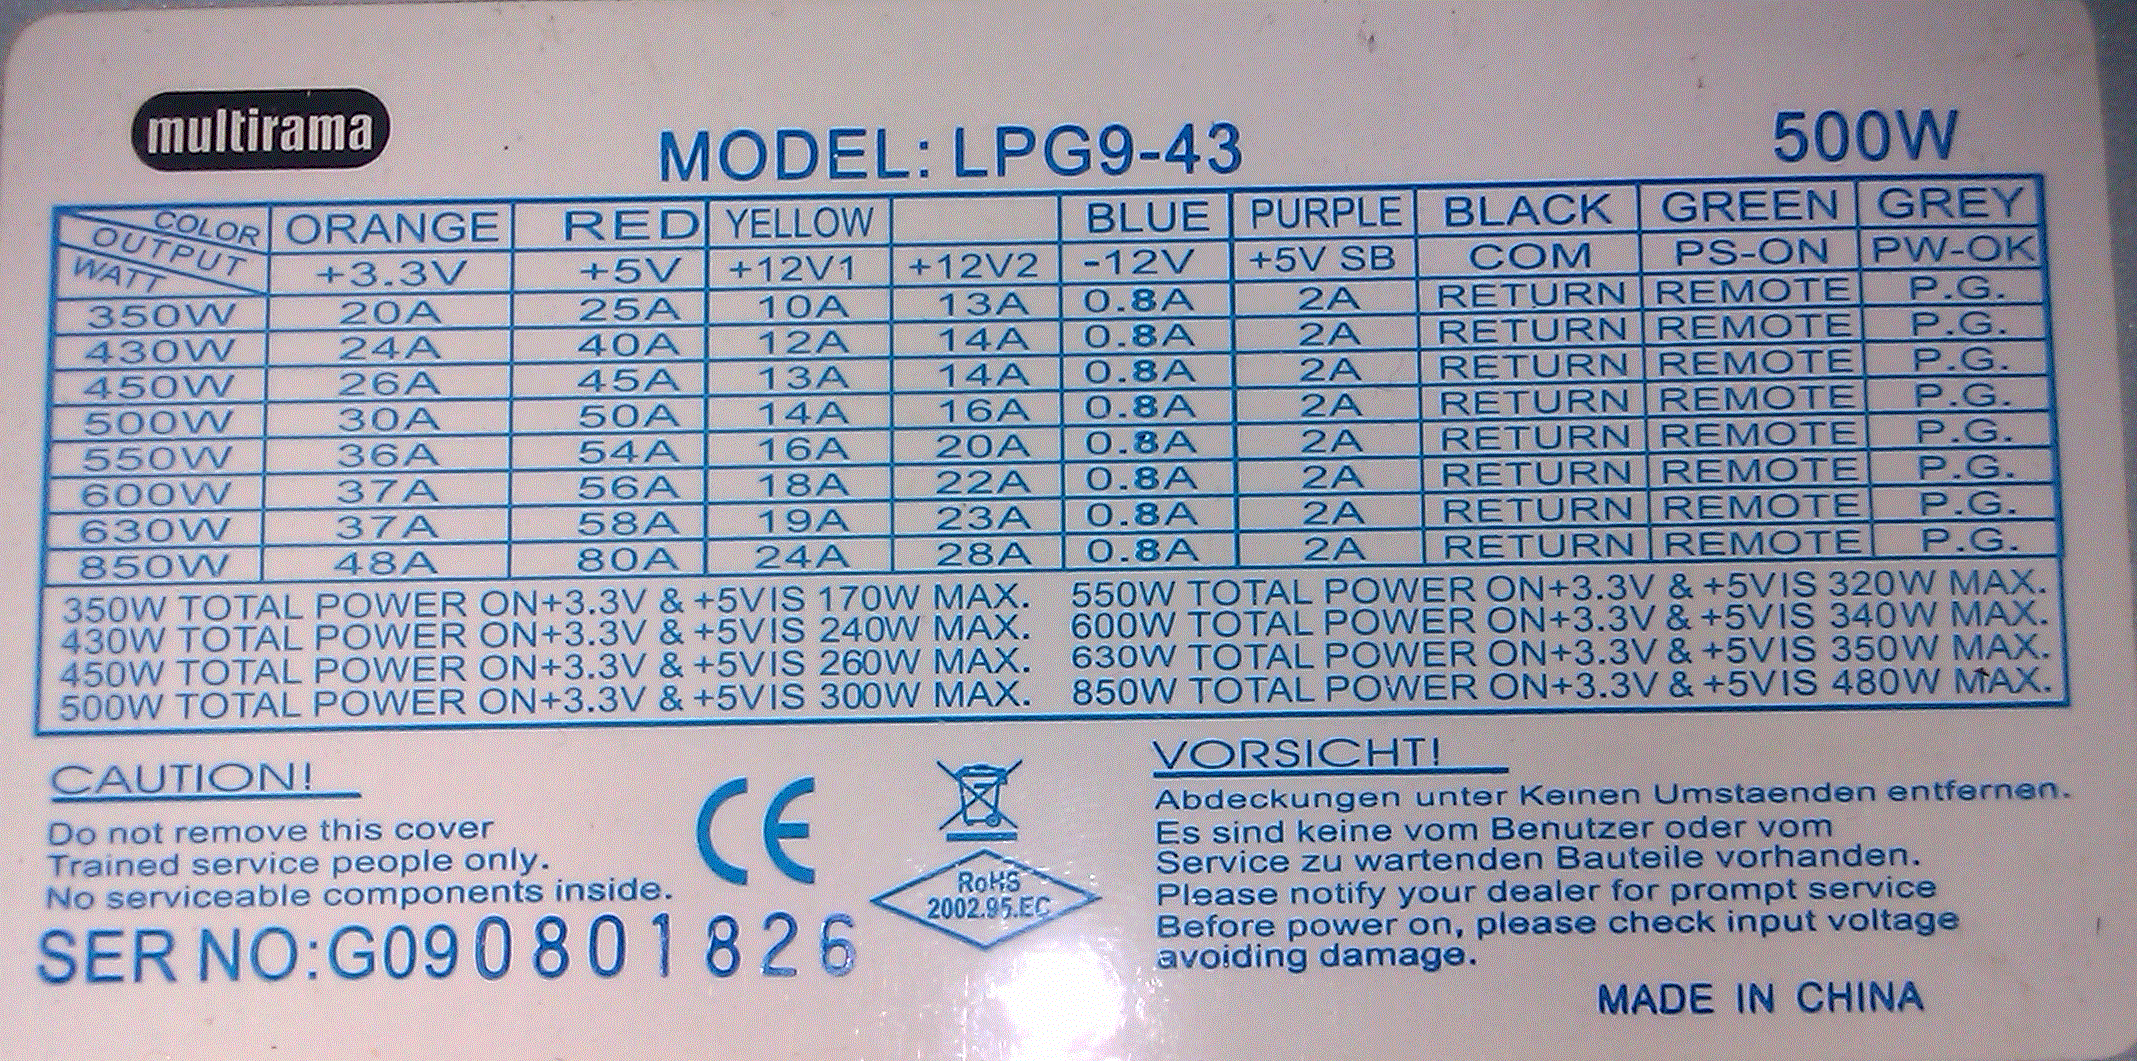 multirama
MODEL: LPG9-43
500W
COLOR ORANGE RED YELLOW BLUE PURPLE BLACK GREEN GREY
OUTPUT +3.3V +5V +12V1 +12V2 -12V +5V SB COM PS-ON PW-OK
WATT
350W 20A 25A 10A 13A 0.8A 2A RETURN REMOTE P.G.
430W 24A 40A 12A 14A 0.8A 2A RETURN REMOTE P.G.
450W 26A 45A 13A 14A 0.8A 2A RETURN REMOTE P.G.
500W 30A 50A 14A 16A 0.8A 2A RETURN REMOTE P.G.
550W 36A 54A 16A 20A 0.8A 2A RETURN REMOTE P.G.
600W 37A 56A 18A 22A 0.8A 2A RETURN REMOTE P.G.
630W 37A 58A 19A 23A 0.8A 2A RETURN REMOTE P.G.
850W 48A 80A 24A 28A 0.8A 2A RETURN REMOTE P.G.
350W TOTAL POWER ON+3.3V & +5VIS 170W MAX.
430W TOTAL POWER ON+3.3V & +5VIS 240W MAX.
450W TOTAL POWER ON+3.3V & +5VIS 260W MAX.
500W TOTAL POWER ON+3.3V & +5VIS 300W MAX.
550W TOTAL POWER ON+3.3V & +5VIS 320W MAX.
600W TOTAL POWER ON+3.3V & +5VIS 340W MAX.
630W TOTAL POWER ON+3.3V & +5VIS 350W MAX.
850W TOTAL POWER ON+3.3V & +5VIS 480W MAX.
CAUTION!
Do not remove this cover
Trained service people only.
No serviceable components inside.
SER NO:G090801826
CE
RoHS
2002.95.EC
VORSICHT!
Abdeckungen unter Keinen Umstaenden entfernen.
Es sind keine vom Benutzer oder vom
Service zu wartenden Bauteile vorhanden.
Please notify your dealer for prompt service
Before power on, please check input voltage
avoiding damage.
MADE IN CHINA